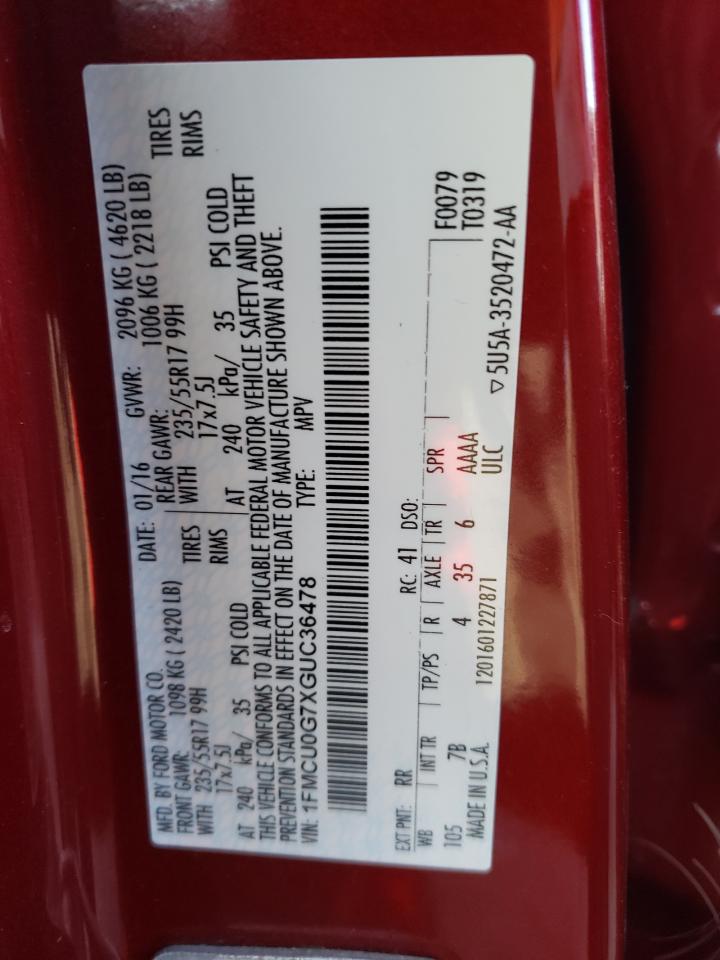 MFD. BY FORD MOTOR CO. DATE: 01/16 GVWR: 2096 KG ( 4620 LB)
FRONT GAWR: 1098 KG ( 2420 LB) REAR GAWR: 1006 KG ( 2218 LB)
WITH 235/55R17 99H TIRES WITH 235/55R17 99H TIRES
17x7.5J RIMS 17x7.5J RIMS
AT 240 kPa/ 35 PSI COLD AT 240 kPa/ 35 PSI COLD
THIS VEHICLE CONFORMS TO ALL APPLICABLE FEDERAL MOTOR VEHICLE SAFETY AND THEFT
PREVENTION STANDARDS IN EFFECT ON THE DATE OF MANUFACTURE SHOWN ABOVE.
VIN: 1FMCU0G7XGUC36478 TYPE: MPV
EXT PNT: RR RC: 41 DSO:
WB INT TR TP/PS R AXLE TR SPR F0079
105 7B 4 35 6 AAAA T0319
MADE IN U.S.A. 1201601227871 ULC ▽5U5A-3520472-AA